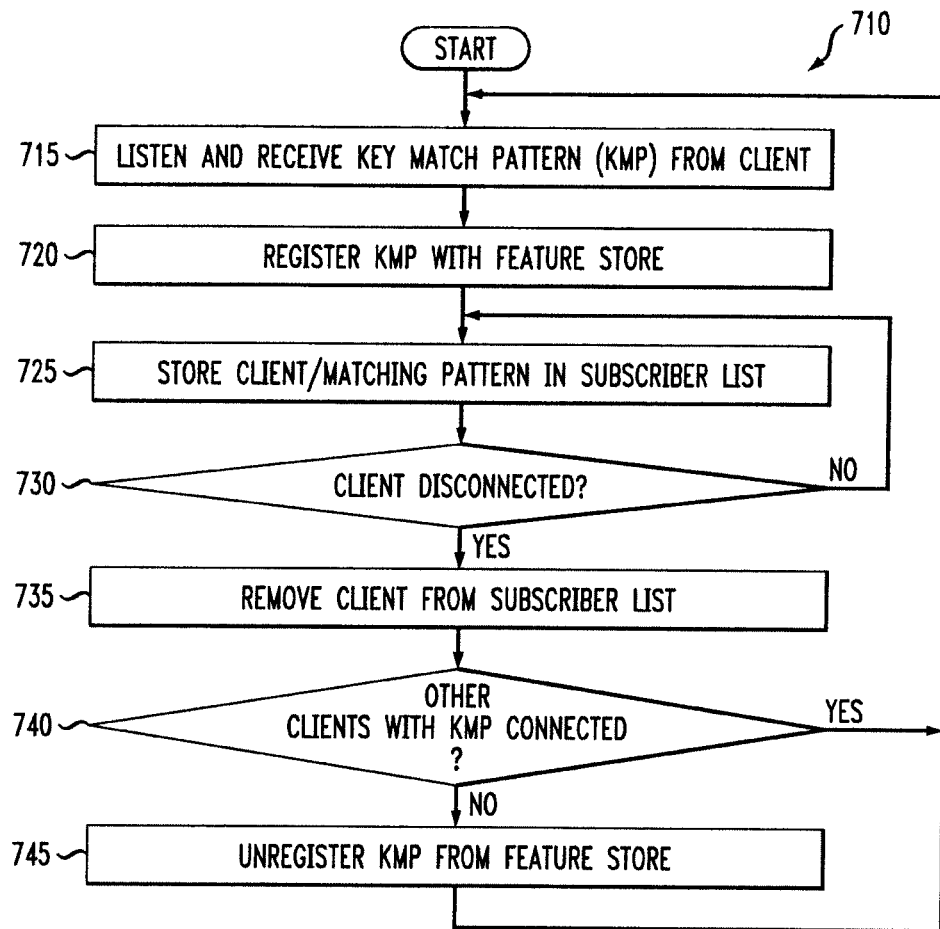 710
START
715
LISTEN AND RECEIVE KEY MATCH PATTERN (KMP) FROM CLIENT
720
REGISTER KMP WITH FEATURE STORE
725
STORE CLIENT/MATCHING PATTERN IN SUBSCRIBER LIST
730
CLIENT DISCONNECTED?
NO
YES
735
REMOVE CLIENT FROM SUBSCRIBER LIST
740
OTHER
CLIENTS WITH KMP CONNECTED
?
YES
NO
745
UNREGISTER KMP FROM FEATURE STORE